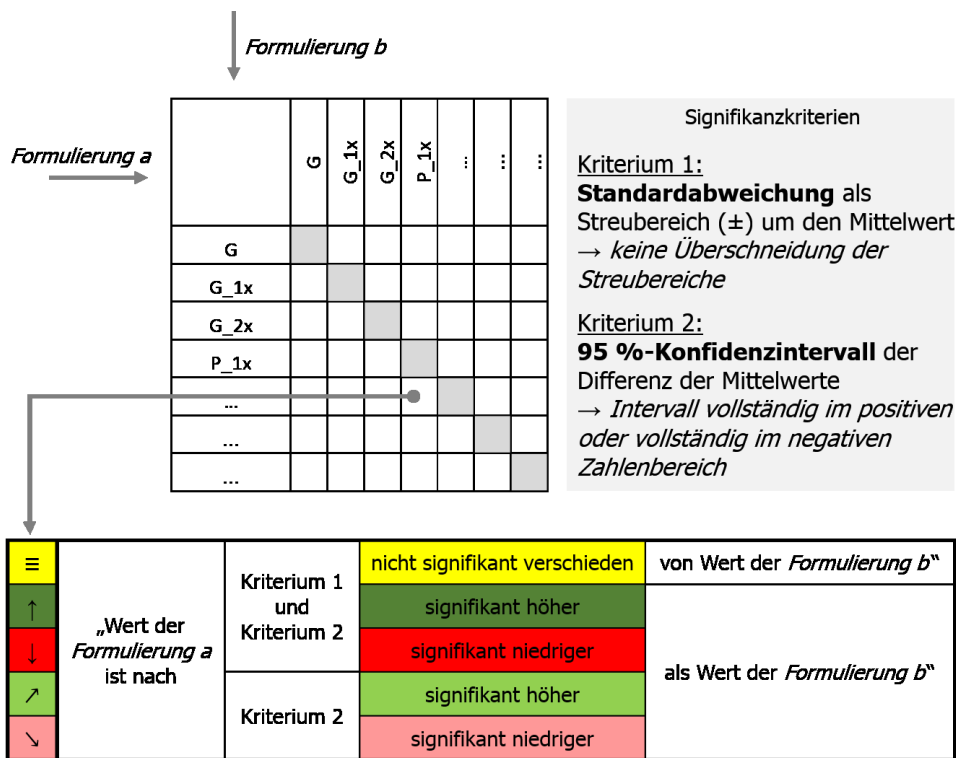 Formulierung b
Formulierung a
G
G_1x
G_2x
P_1x
...
...
...
G
G_1x
G_2x
P_1x
...
...
...
Signifikanzkriterien
Kriterium 1:
Standardabweichung als
Streubereich (±) um den Mittelwert
→ keine Überschneidung der
Streubereiche
Kriterium 2:
95 %-Konfidenzintervall der
Differenz der Mittelwerte
→ Intervall vollständig im positiven
oder vollständig im negativen
Zahlenbereich
≡
↑
↓
↗
↘
„Wert der
Formulierung a
ist nach
Kriterium 1
und
Kriterium 2
Kriterium 2
nicht signifikant verschieden
signifikant höher
signifikant niedriger
signifikant höher
signifikant niedriger
von Wert der Formulierung b“
als Wert der Formulierung b“